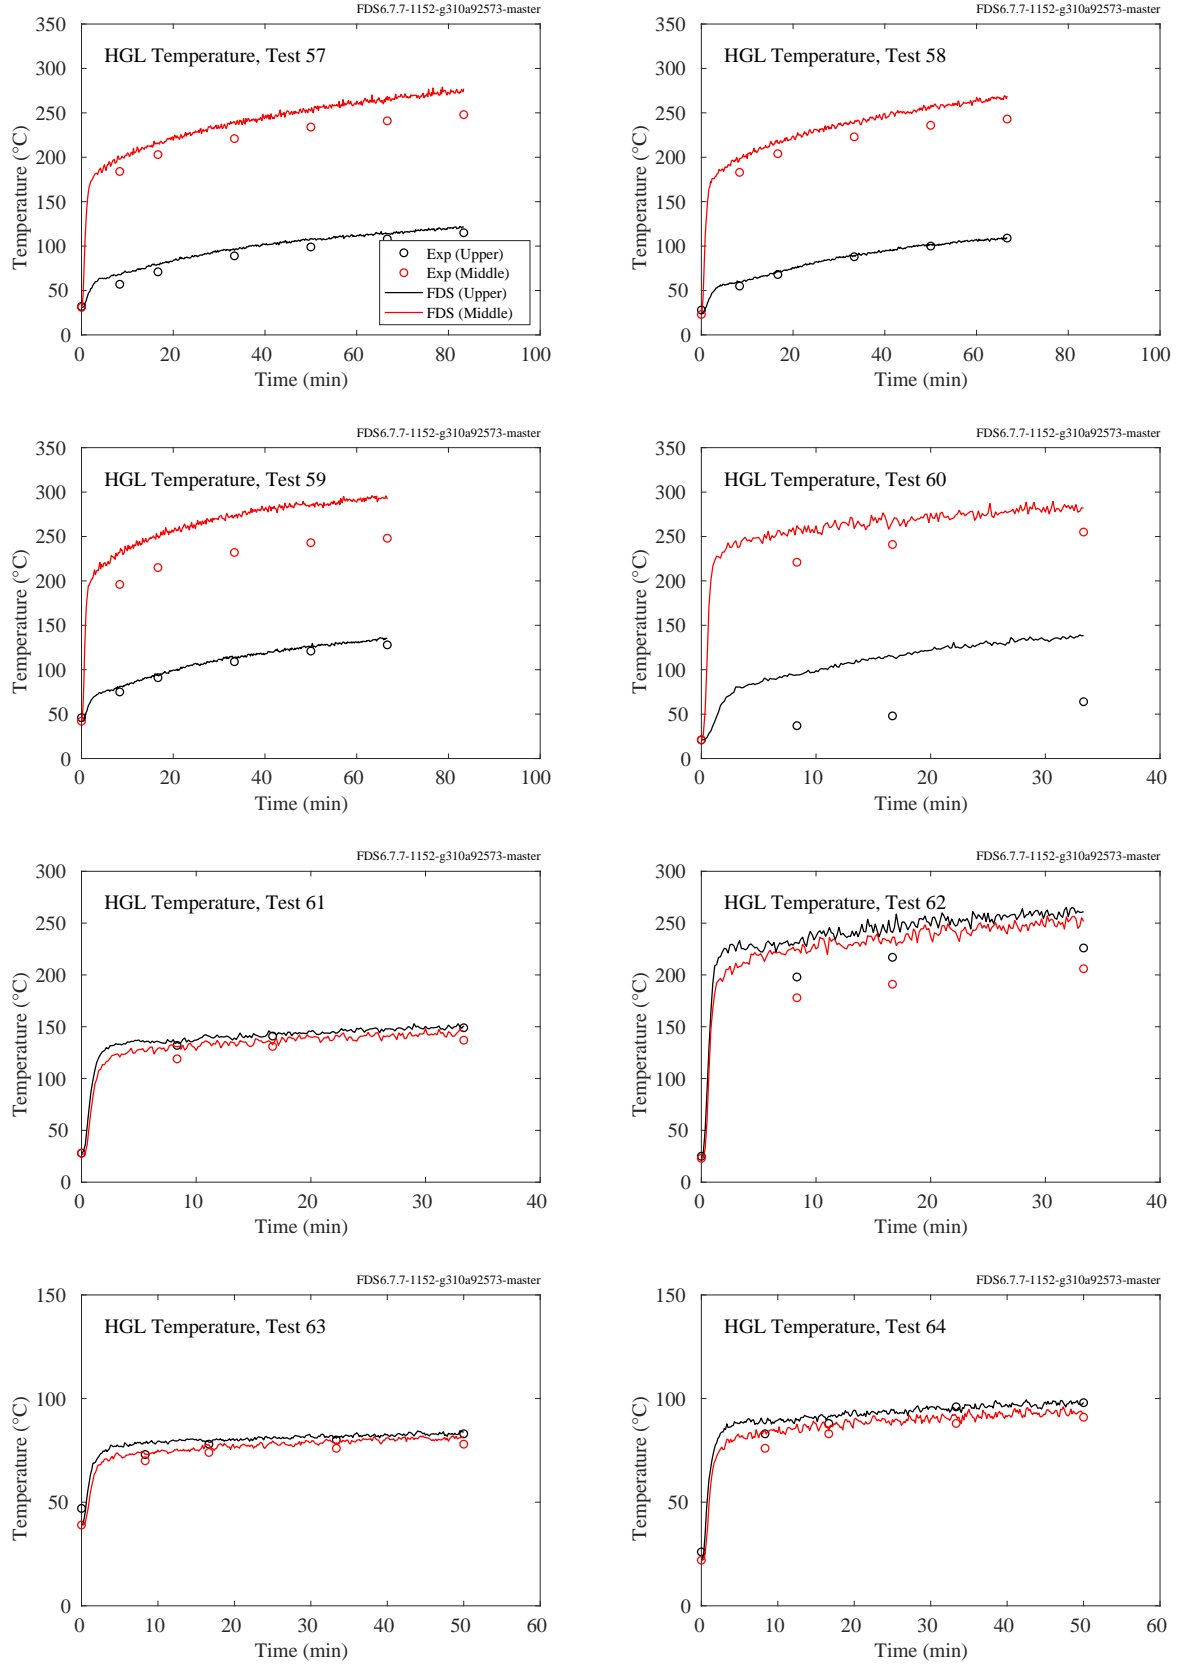 FDS6.7.7-1152-g310a92573-master
HGL Temperature, Test 57
Temperature (°C)
350
300
250
200
150
100
50
0
0 20 40 60 80 100
Time (min)
Exp (Upper)
Exp (Middle)
FDS (Upper)
FDS (Middle)
FDS6.7.7-1152-g310a92573-master
HGL Temperature, Test 58
Temperature (°C)
350
300
250
200
150
100
50
0
0 20 40 60 80 100
Time (min)
FDS6.7.7-1152-g310a92573-master
HGL Temperature, Test 59
Temperature (°C)
350
300
250
200
150
100
50
0
0 20 40 60 80 100
Time (min)
FDS6.7.7-1152-g310a92573-master
HGL Temperature, Test 60
Temperature (°C)
350
300
250
200
150
100
50
0
0 10 20 30 40
Time (min)
FDS6.7.7-1152-g310a92573-master
HGL Temperature, Test 61
Temperature (°C)
300
250
200
150
100
50
0
0 10 20 30 40
Time (min)
FDS6.7.7-1152-g310a92573-master
HGL Temperature, Test 62
Temperature (°C)
300
250
200
150
100
50
0
0 10 20 30 40
Time (min)
FDS6.7.7-1152-g310a92573-master
HGL Temperature, Test 63
Temperature (°C)
150
100
50
0
0 10 20 30 40 50 60
Time (min)
FDS6.7.7-1152-g310a92573-master
HGL Temperature, Test 64
Temperature (°C)
150
100
50
0
0 10 20 30 40 50 60
Time (min)